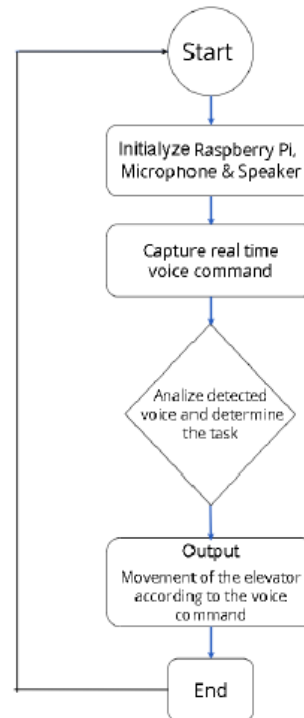 Start
Initialyze Raspberry Pi,
Microphone & Speaker
Capture real time
voice command
Analize detected
voice and determine
the task
Output
Movement of the elevator
according to the voice
command
End